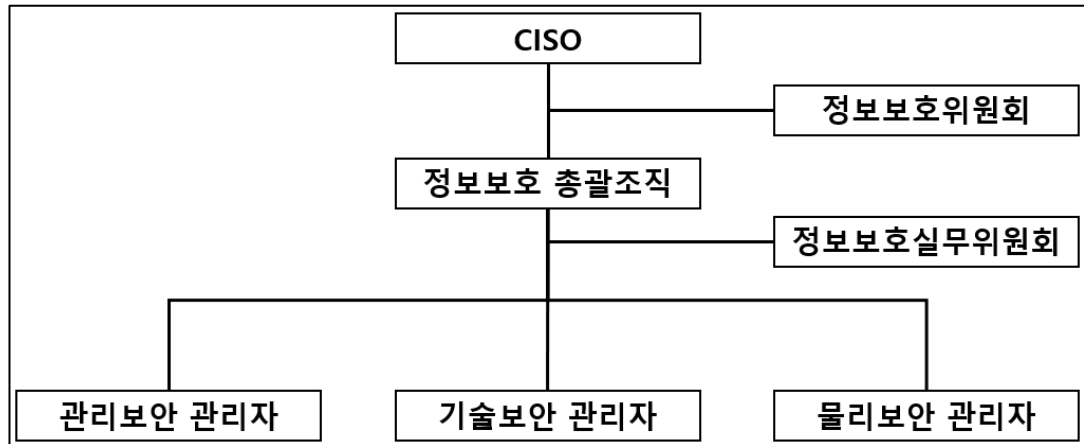 CISO
정보보호위원회
정보보호 총괄조직
정보보호실무위원회
관리보안 관리자
기술보안 관리자
물리보안 관리자